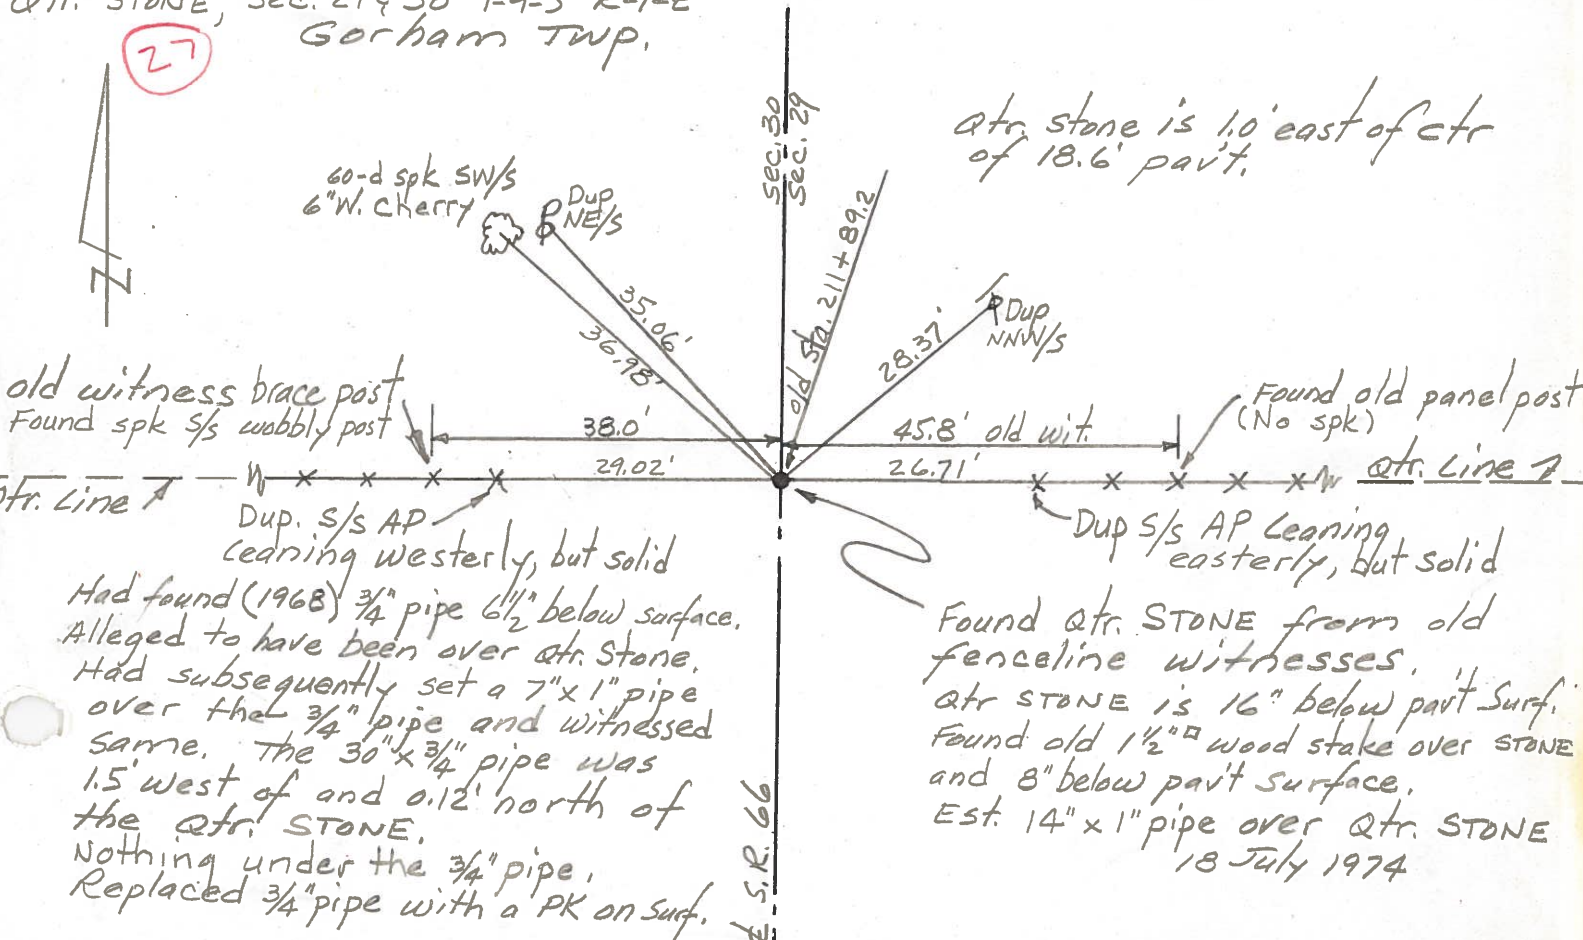 Qtr. STONE, Sec. 29 & 30 T-9-S R-1-E
Gorham Twp.
27
N
Sec. 30
Sec. 29
Qtr. stone is 1.0' east of ctr
of 18.6' pav't.
60-d spk SW/s
6" W. Cherry
Dup
NE/S
35.06'
36.98'
old Sta. 211+89.2
28.37'
Dup
NNW/S
old witness brace post
Found spk S/s wobbly post
38.0'
45.8' old wit.
Found old panel post
(No spk)
29.02'
26.71'
Qtr. Line
Qtr. Line
Dup. S/S AP
Leaning westerly, but solid
Dup S/S AP Leaning
easterly, but solid
Had found (1968) 3/4" pipe 6 1/2" below surface.
Alleged to have been over Qtr. Stone.
Had subsequently set a 7" x 1" pipe
over the 3/4" pipe and witnessed
same. The 30" x 3/4" pipe was
1.5' west of and 0.12' north of
the Qtr. STONE.
Nothing under the 3/4" pipe.
Replaced 3/4" pipe with a PK on Surf.
Found Qtr. STONE from old
fenceline witnesses.
Qtr STONE is 16" below pav't Surf.
Found old 1 1/2" □ wood stake over STONE
and 8" below pav't surface.
Est. 14" x 1" pipe over Qtr. STONE
18 July 1974
℄ S.R. 66